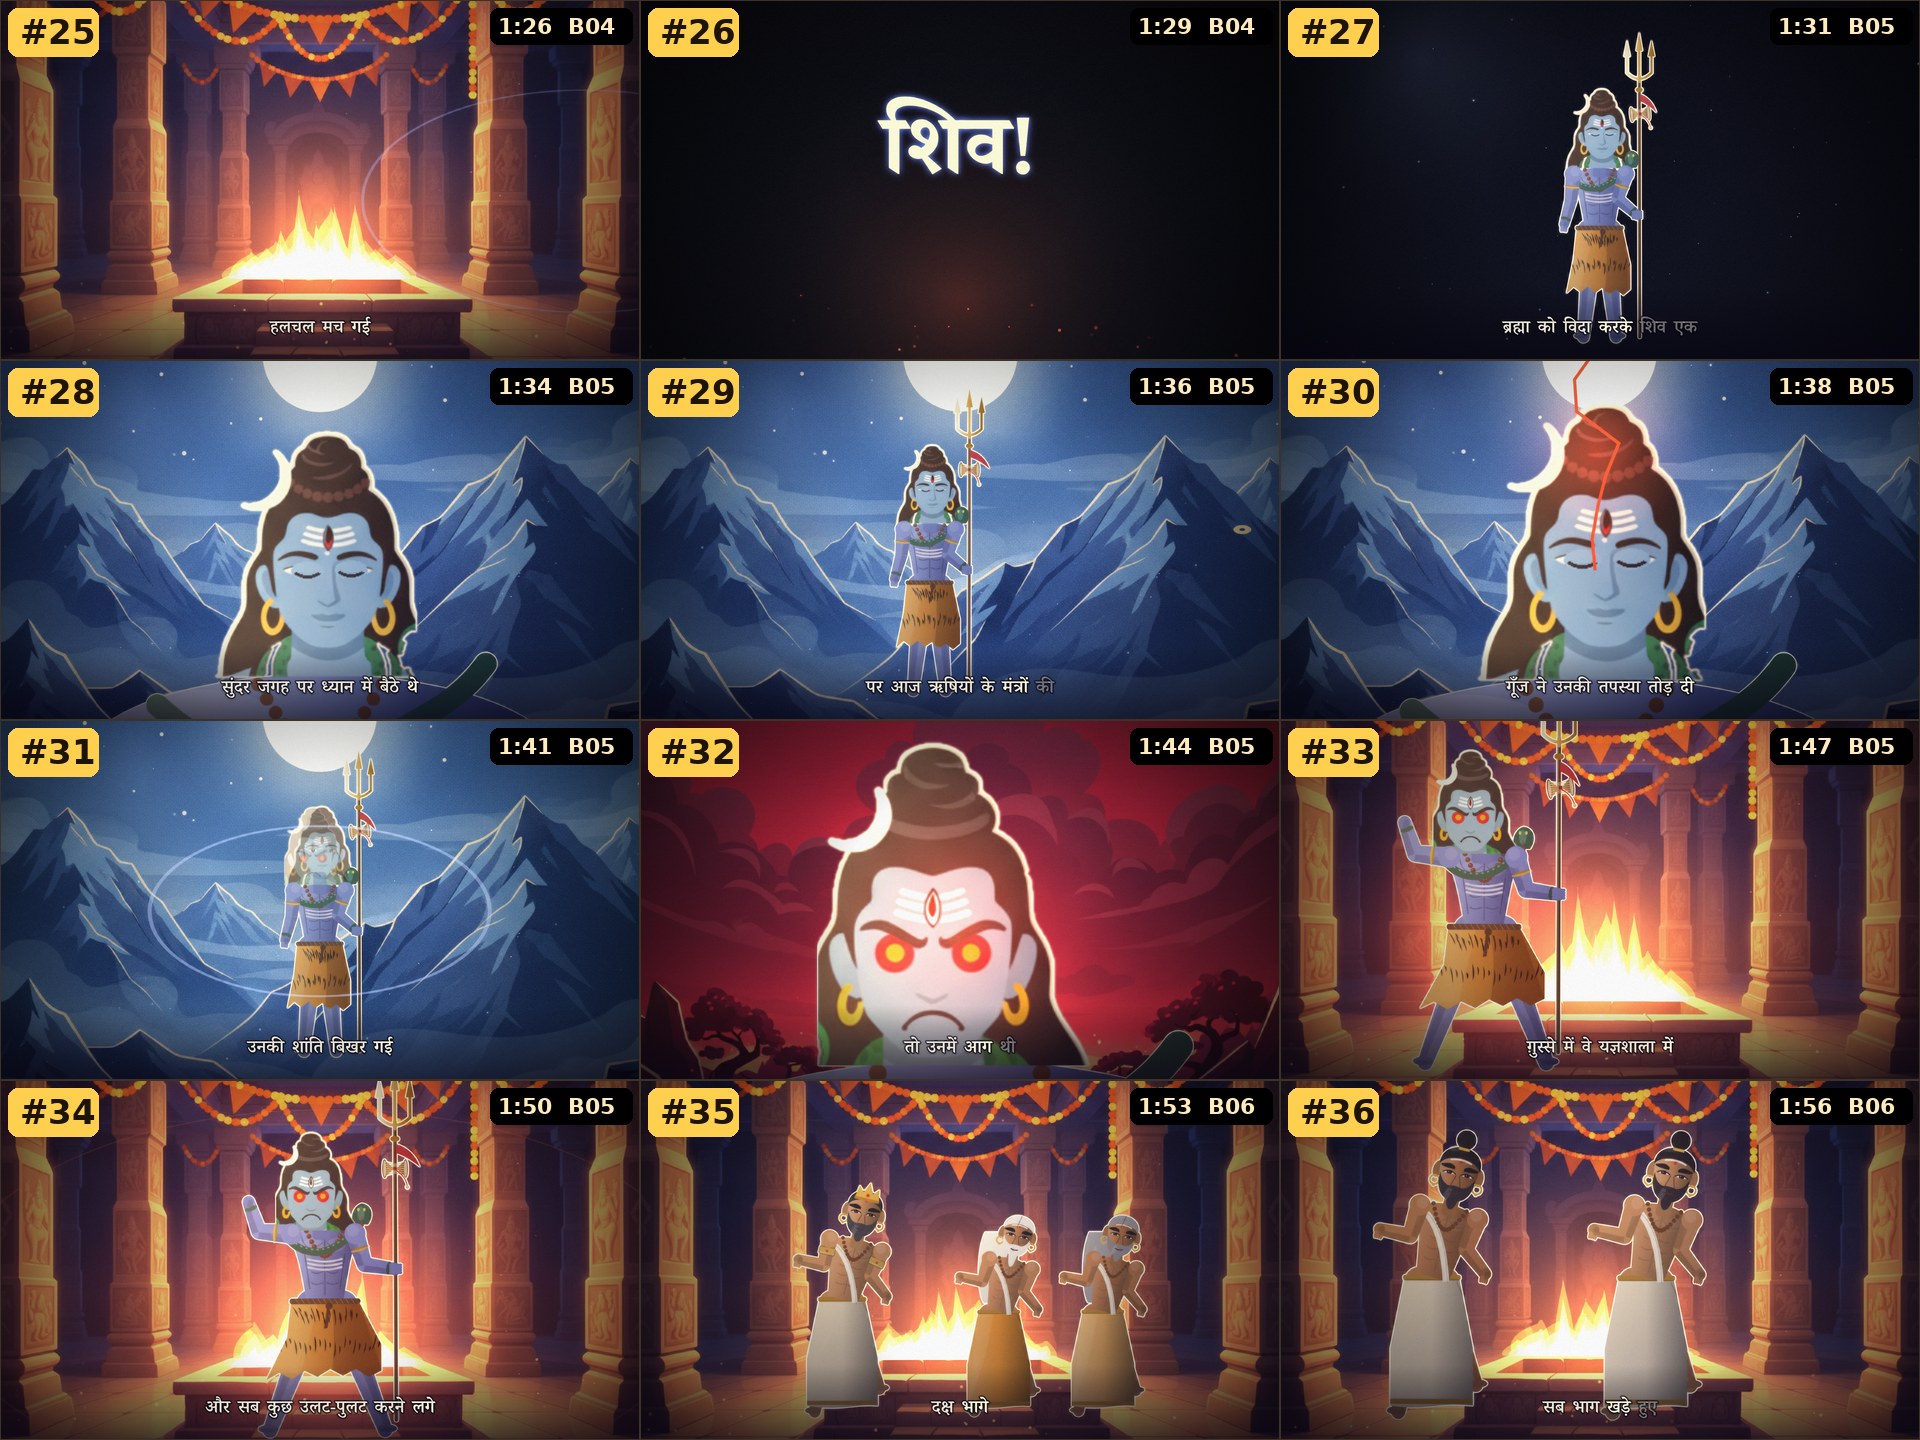 #25
1:26 B04
हलचल मच गई
#26
1:29 B04
शिव!
#27
1:31 B05
ब्रह्मा को विदा करके शिव एक
#28
1:34 B05
सुंदर जगह पर ध्यान में बैठे थे
#29
1:36 B05
पर आज ऋषियों के मंत्रों की
#30
1:38 B05
गूँज ने उनकी तपस्या तोड़ दी
#31
1:41 B05
उनकी शांति बिखर गई
#32
1:44 B05
तो उनमें आग थी
#33
1:47 B05
ग़ुस्से में वे यज्ञशाला में
#34
1:50 B05
और सब कुछ उलट-पुलट करने लगे
#35
1:53 B06
दक्ष भागे
#36
1:56 B06
सब भाग खड़े हुए